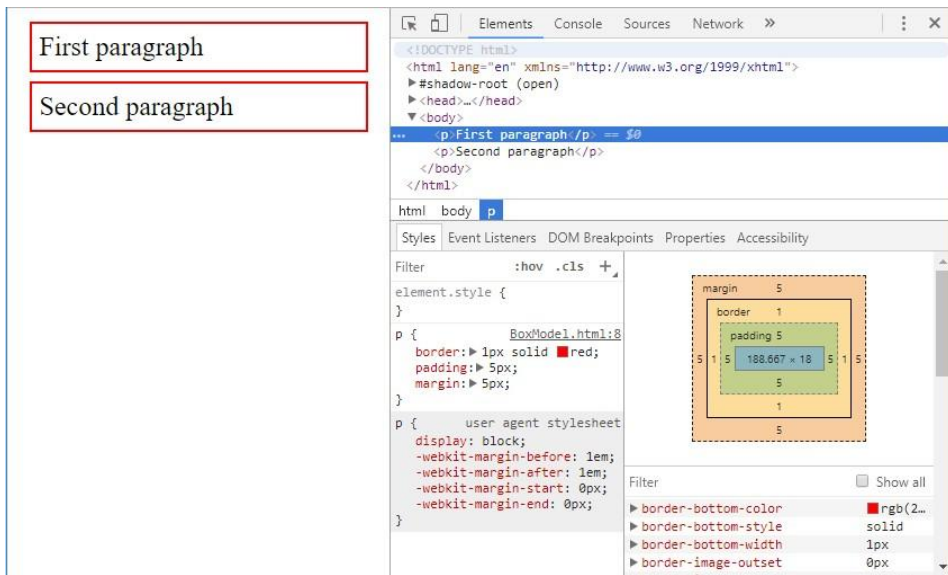 First paragraph
Second paragraph
Elements Console Sources Network »
<!DOCTYPE html>
<html lang="en" xmlns="http://www.w3.org/1999/xhtml">
▶#shadow-root (open)
▶<head>…</head>
▼<body>
... <p>First paragraph</p> == $0
<p>Second paragraph</p>
</body>
</html>
html body p
Styles Event Listeners DOM Breakpoints Properties Accessibility
Filter :hov .cls +
element.style {
}
p { BoxModel.html:8
border:▶ 1px solid red;
padding:▶ 5px;
margin:▶ 5px;
}
p { user agent stylesheet
display: block;
-webkit-margin-before: 1em;
-webkit-margin-after: 1em;
-webkit-margin-start: 0px;
-webkit-margin-end: 0px;
}
margin 5
border 1
padding 5
5 1 5 188.667 × 18 5 1 5
5
1
5
Filter Show all
▶border-bottom-color rgb(2…
▶border-bottom-style solid
▶border-bottom-width 1px
▶border-image-outset 0px